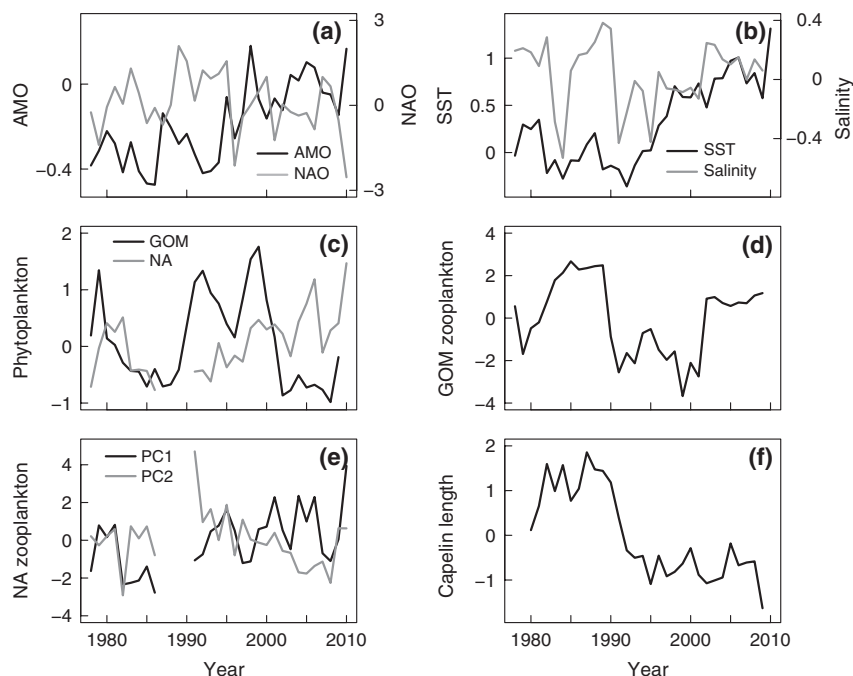 (a)
AMO
0
−0.4
3
0
−3
NAO
AMO
NAO
(b)
SST
1
0.5
0
0.4
0
−0.4
Salinity
SST
Salinity
(c)
Phytoplankton
2
1
0
−1
GOM
NA
(d)
GOM zooplankton
4
2
0
−2
−4
(e)
NA zooplankton
4
2
0
−2
−4
PC1
PC2
1980
1990
2000
2010
Year
(f)
Capelin length
2
1
0
−1
1980
1990
2000
2010
Year